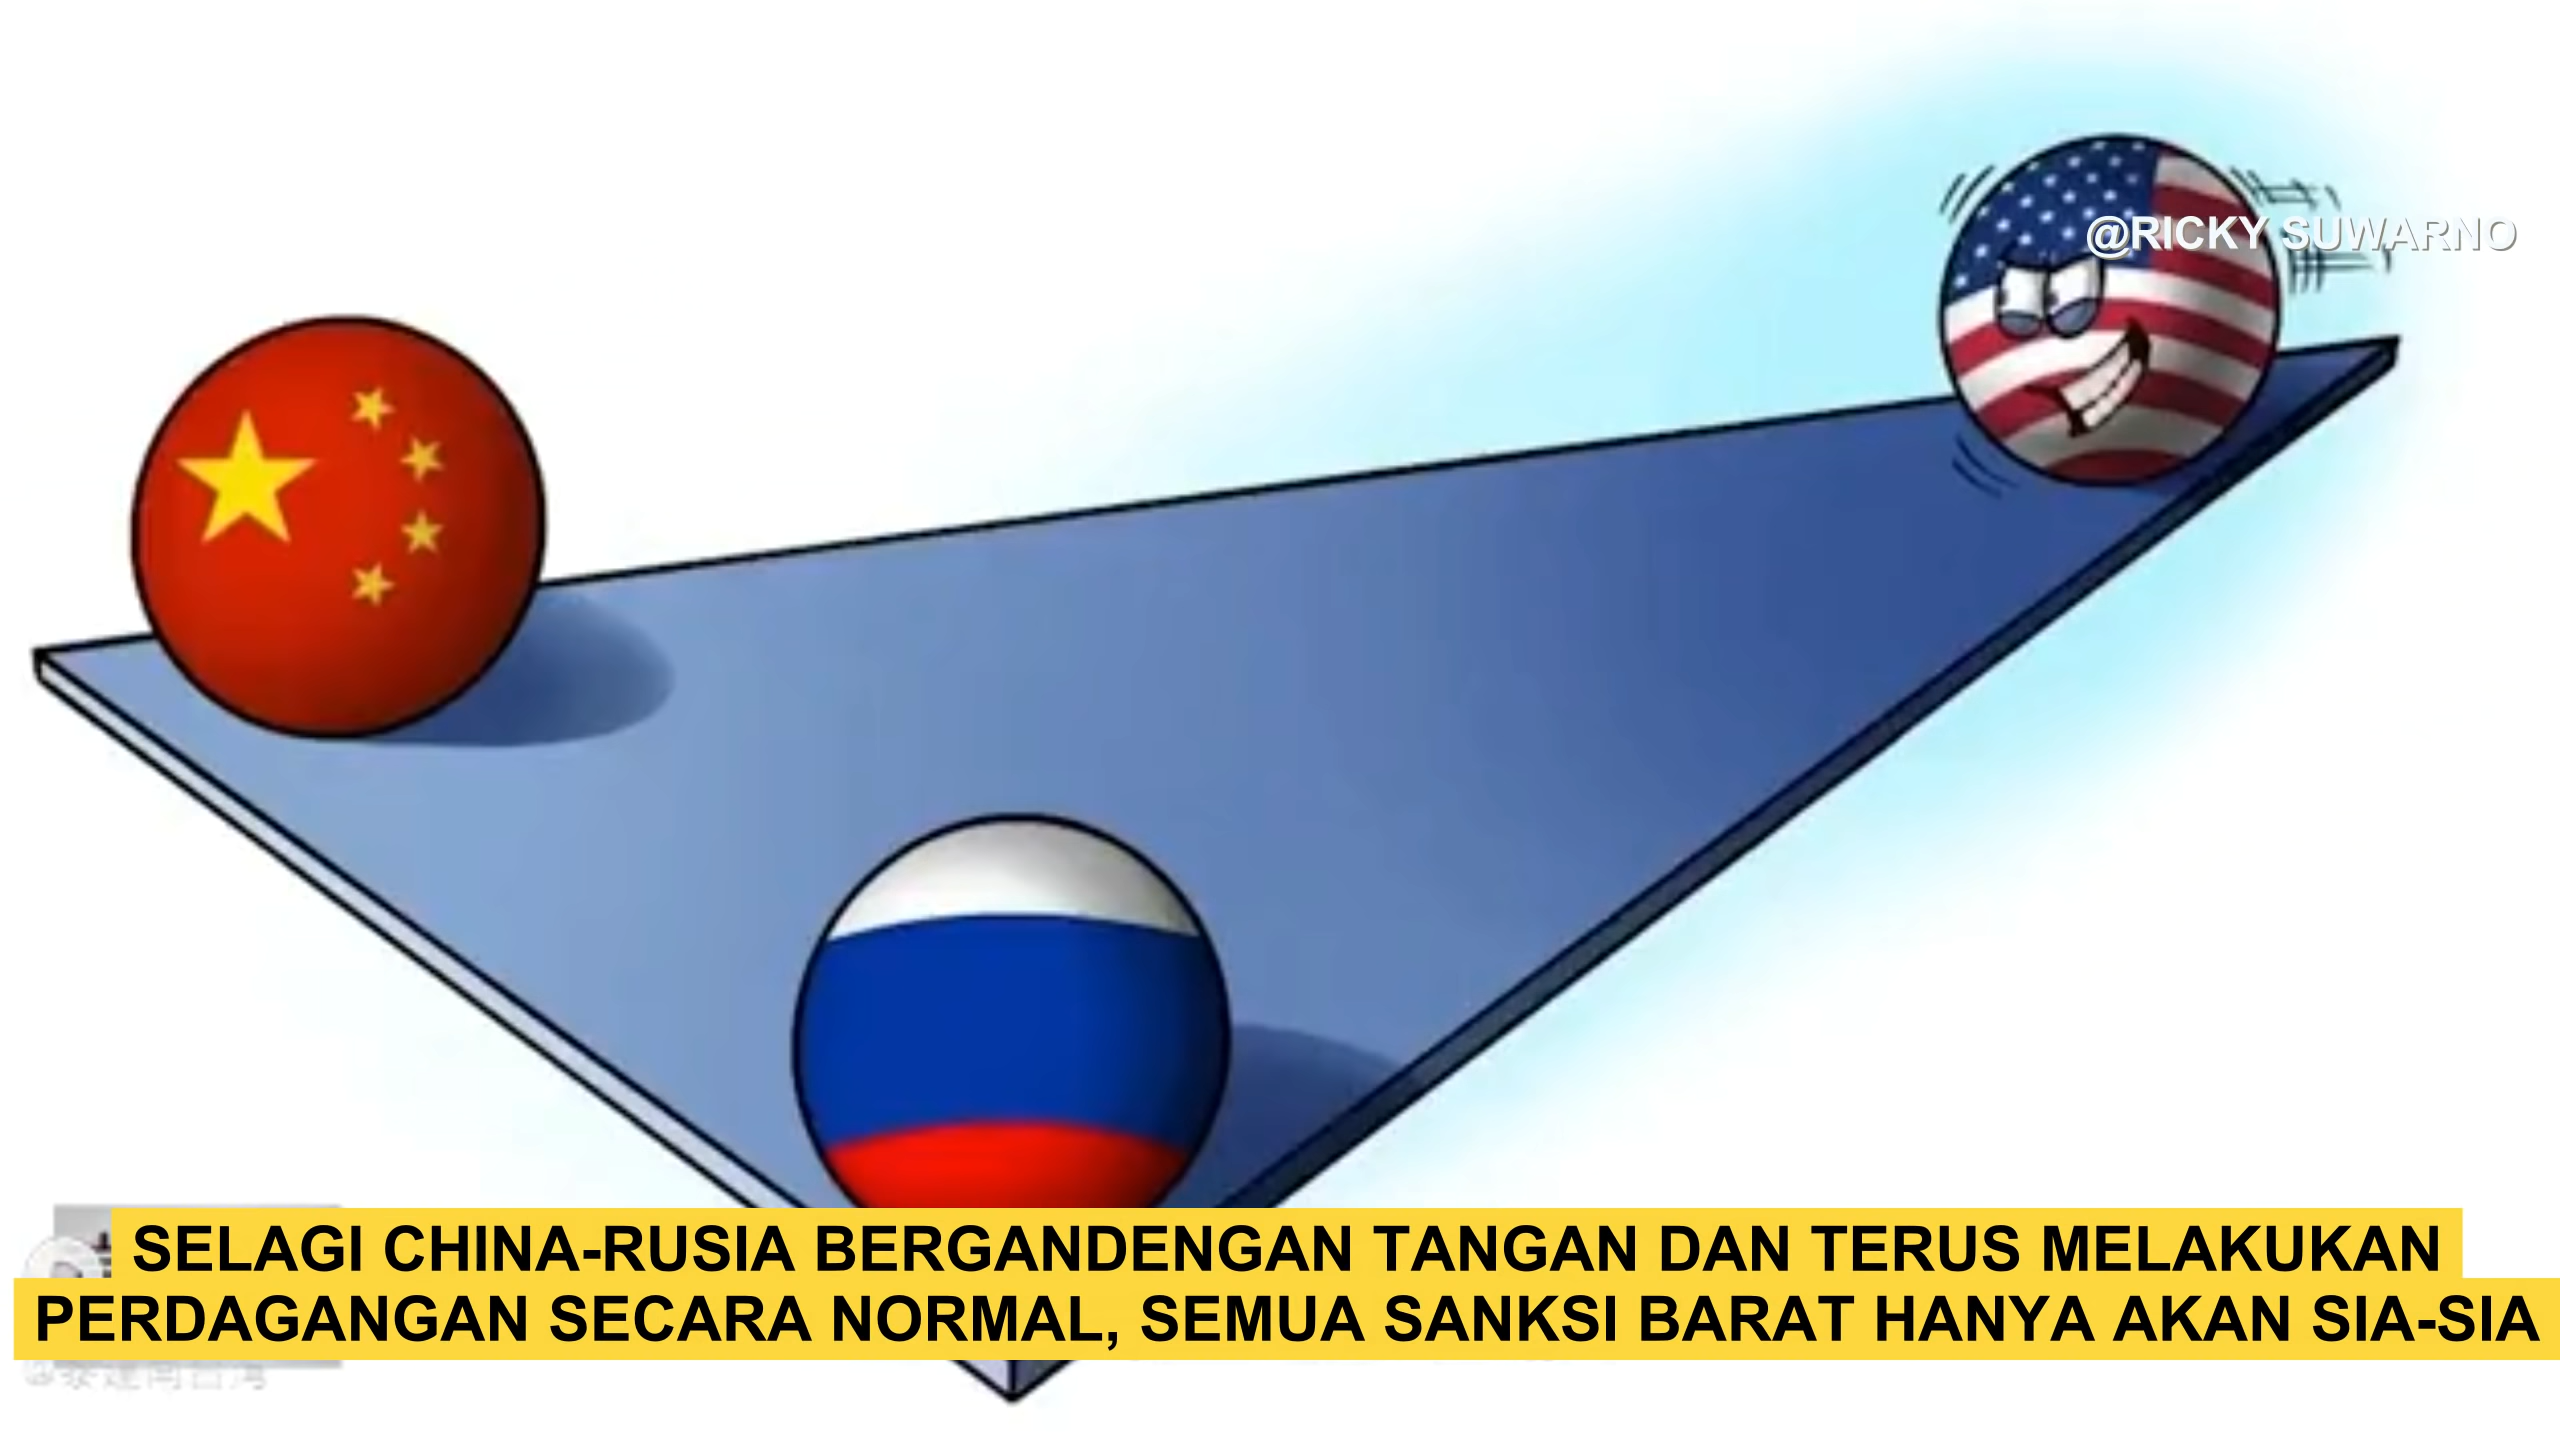 @RICKY SUWARNO
SELAGI CHINA-RUSIA BERGANDENGAN TANGAN DAN TERUS MELAKUKAN
PERDAGANGAN SECARA NORMAL, SEMUA SANKSI BARAT HANYA AKAN SIA-SIA